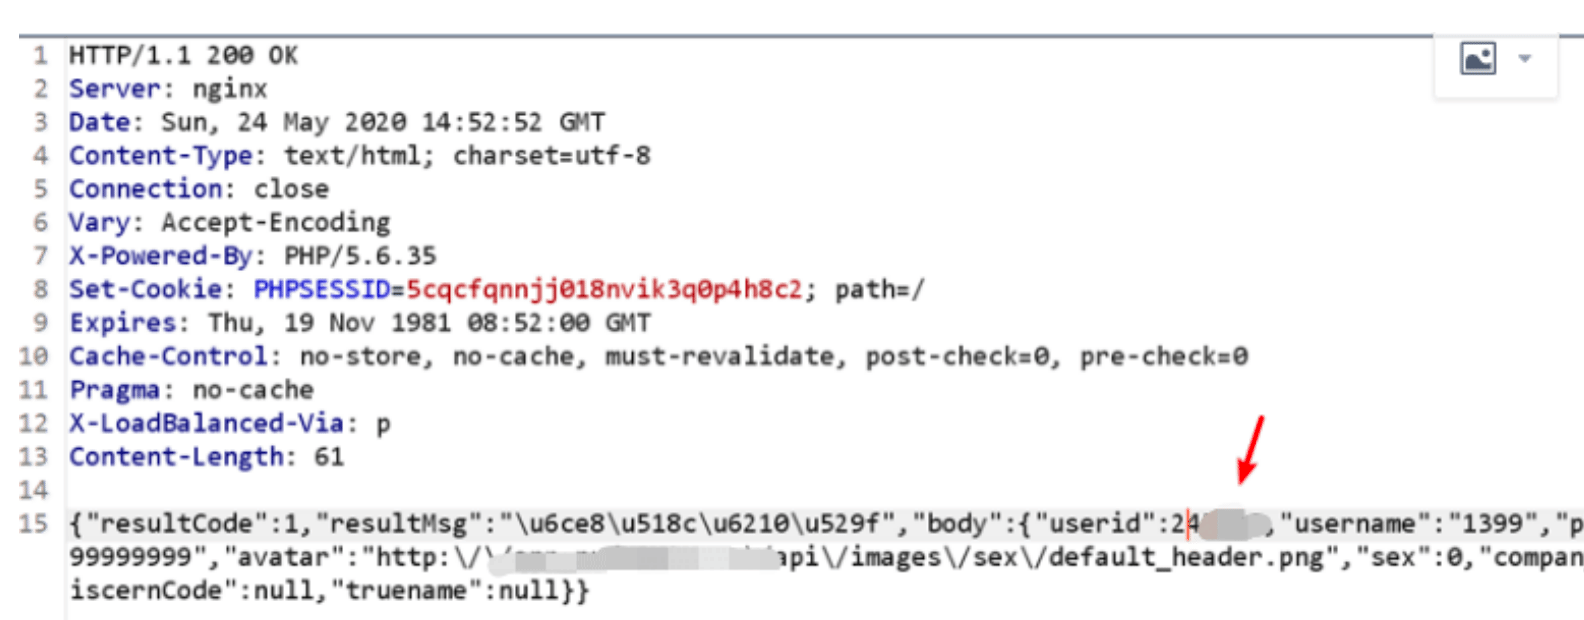 1 HTTP/1.1 200 OK
2 Server: nginx
3 Date: Sun, 24 May 2020 14:52:52 GMT
4 Content-Type: text/html; charset=utf-8
5 Connection: close
6 Vary: Accept-Encoding
7 X-Powered-By: PHP/5.6.35
8 Set-Cookie: PHPSESSID=5cqcfqnnjj018nvik3q0p4h8c2; path=/
9 Expires: Thu, 19 Nov 1981 08:52:00 GMT
10 Cache-Control: no-store, no-cache, must-revalidate, post-check=0, pre-check=0
11 Pragma: no-cache
12 X-LoadBalanced-Via: p
13 Content-Length: 61
14
15 {"resultCode":1,"resultMsg":"\u6ce8\u518c\u6210\u529f","body":{"userid":24 ,"username":"1399","p
99999999","avatar":"http:\/\/ api\/images\/sex\/default_header.png","sex":0,"compan
iscernCode":null,"truename":null}}